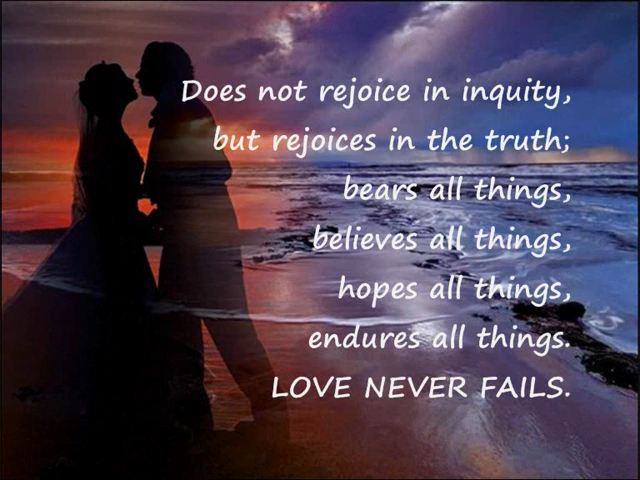 Does not rejoice in inquity,
but rejoices in the truth;
bears all things,
believes all things,
hopes all things,
endures all things.
LOVE NEVER FAILS.